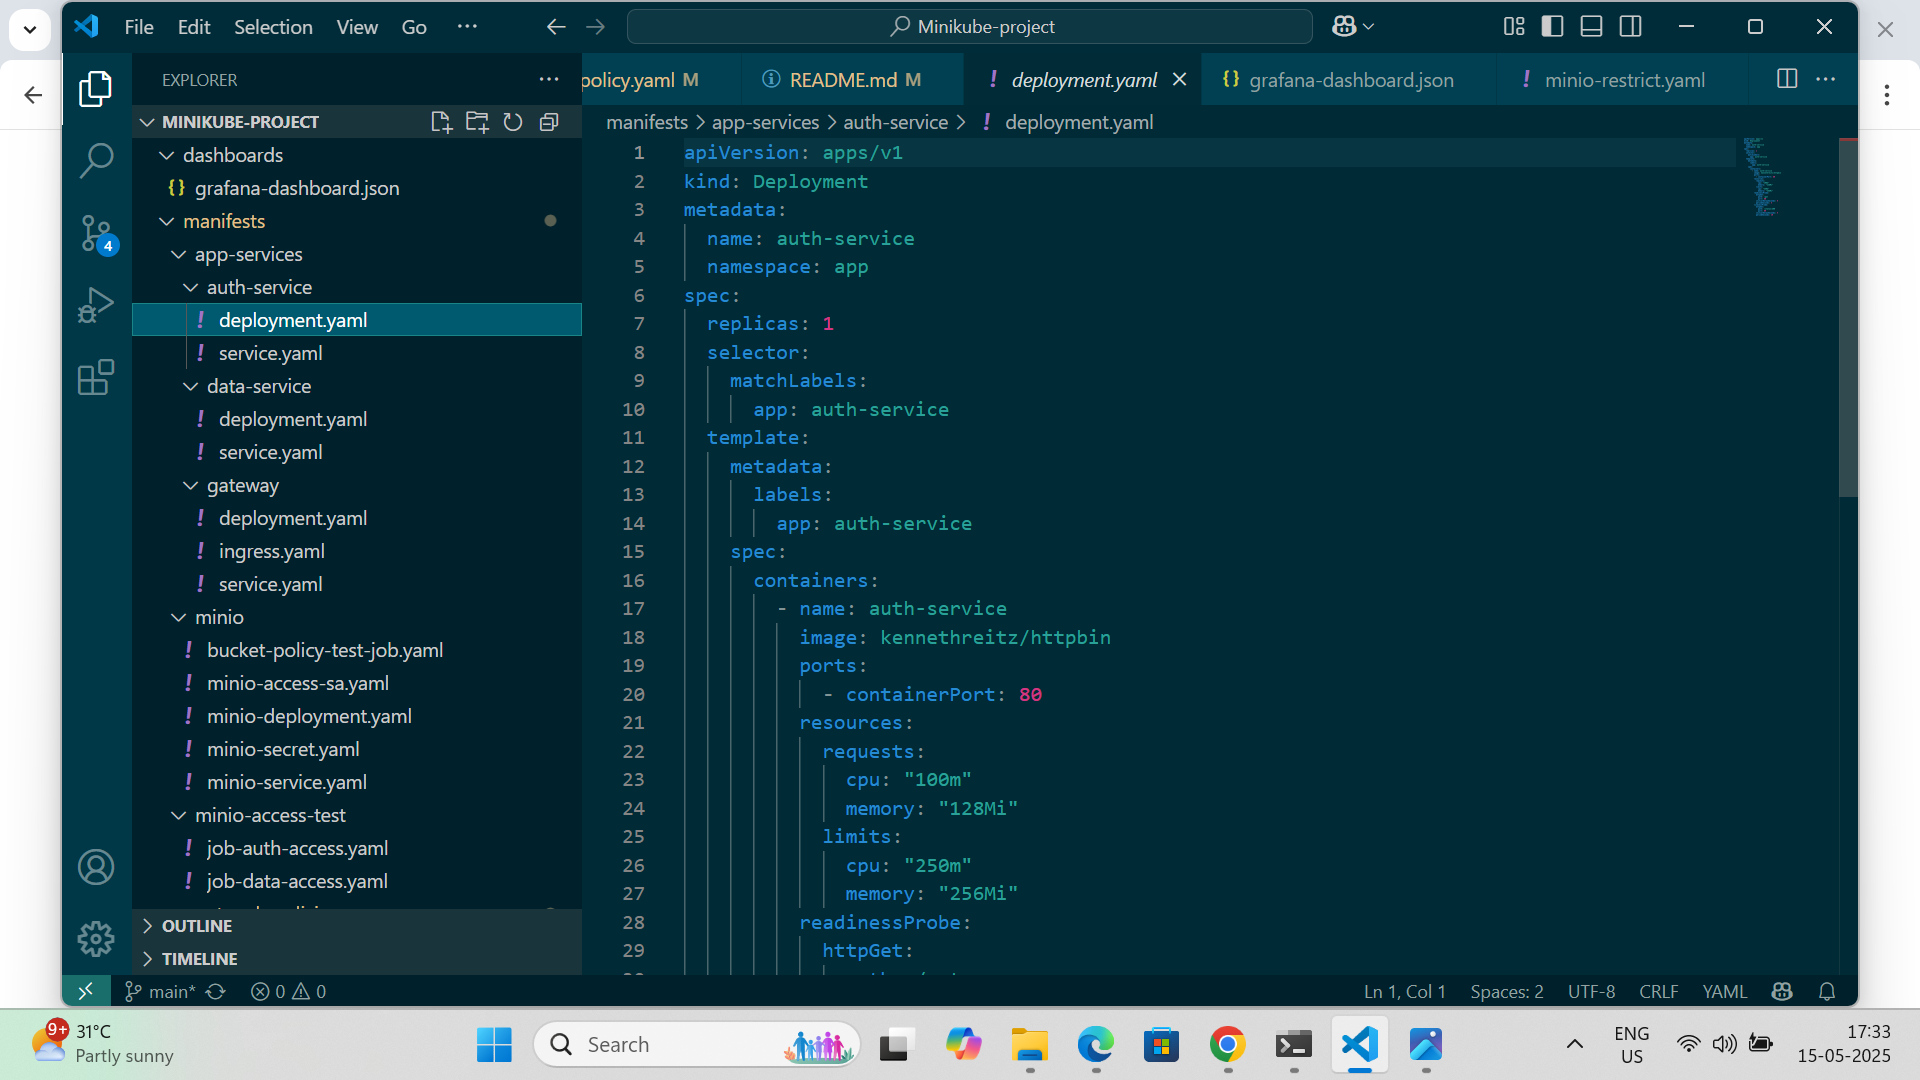 File Edit Selection View Go ··· Minikube-project
EXPLORER
policy.yaml M
README.md M
deployment.yaml
grafana-dashboard.json
minio-restrict.yaml
MINIKUBE-PROJECT
dashboards
grafana-dashboard.json
manifests
app-services
auth-service
deployment.yaml
service.yaml
data-service
deployment.yaml
service.yaml
gateway
deployment.yaml
ingress.yaml
service.yaml
minio
bucket-policy-test-job.yaml
minio-access-sa.yaml
minio-deployment.yaml
minio-secret.yaml
minio-service.yaml
minio-access-test
job-auth-access.yaml
job-data-access.yaml
OUTLINE
TIMELINE
4
manifests > app-services > auth-service > ! deployment.yaml
1 apiVersion: apps/v1
2 kind: Deployment
3 metadata:
4 name: auth-service
5 namespace: app
6 spec:
7 replicas: 1
8 selector:
9 matchLabels:
10 app: auth-service
11 template:
12 metadata:
13 labels:
14 app: auth-service
15 spec:
16 containers:
17 - name: auth-service
18 image: kennethreitz/httpbin
19 ports:
20 - containerPort: 80
21 resources:
22 requests:
23 cpu: "100m"
24 memory: "128Mi"
25 limits:
26 cpu: "250m"
27 memory: "256Mi"
28 readinessProbe:
29 httpGet:
main* 0 0 Ln 1, Col 1 Spaces: 2 UTF-8 CRLF YAML
9+ 31°C
Partly sunny
Search
ENG
US
17:33
15-05-2025